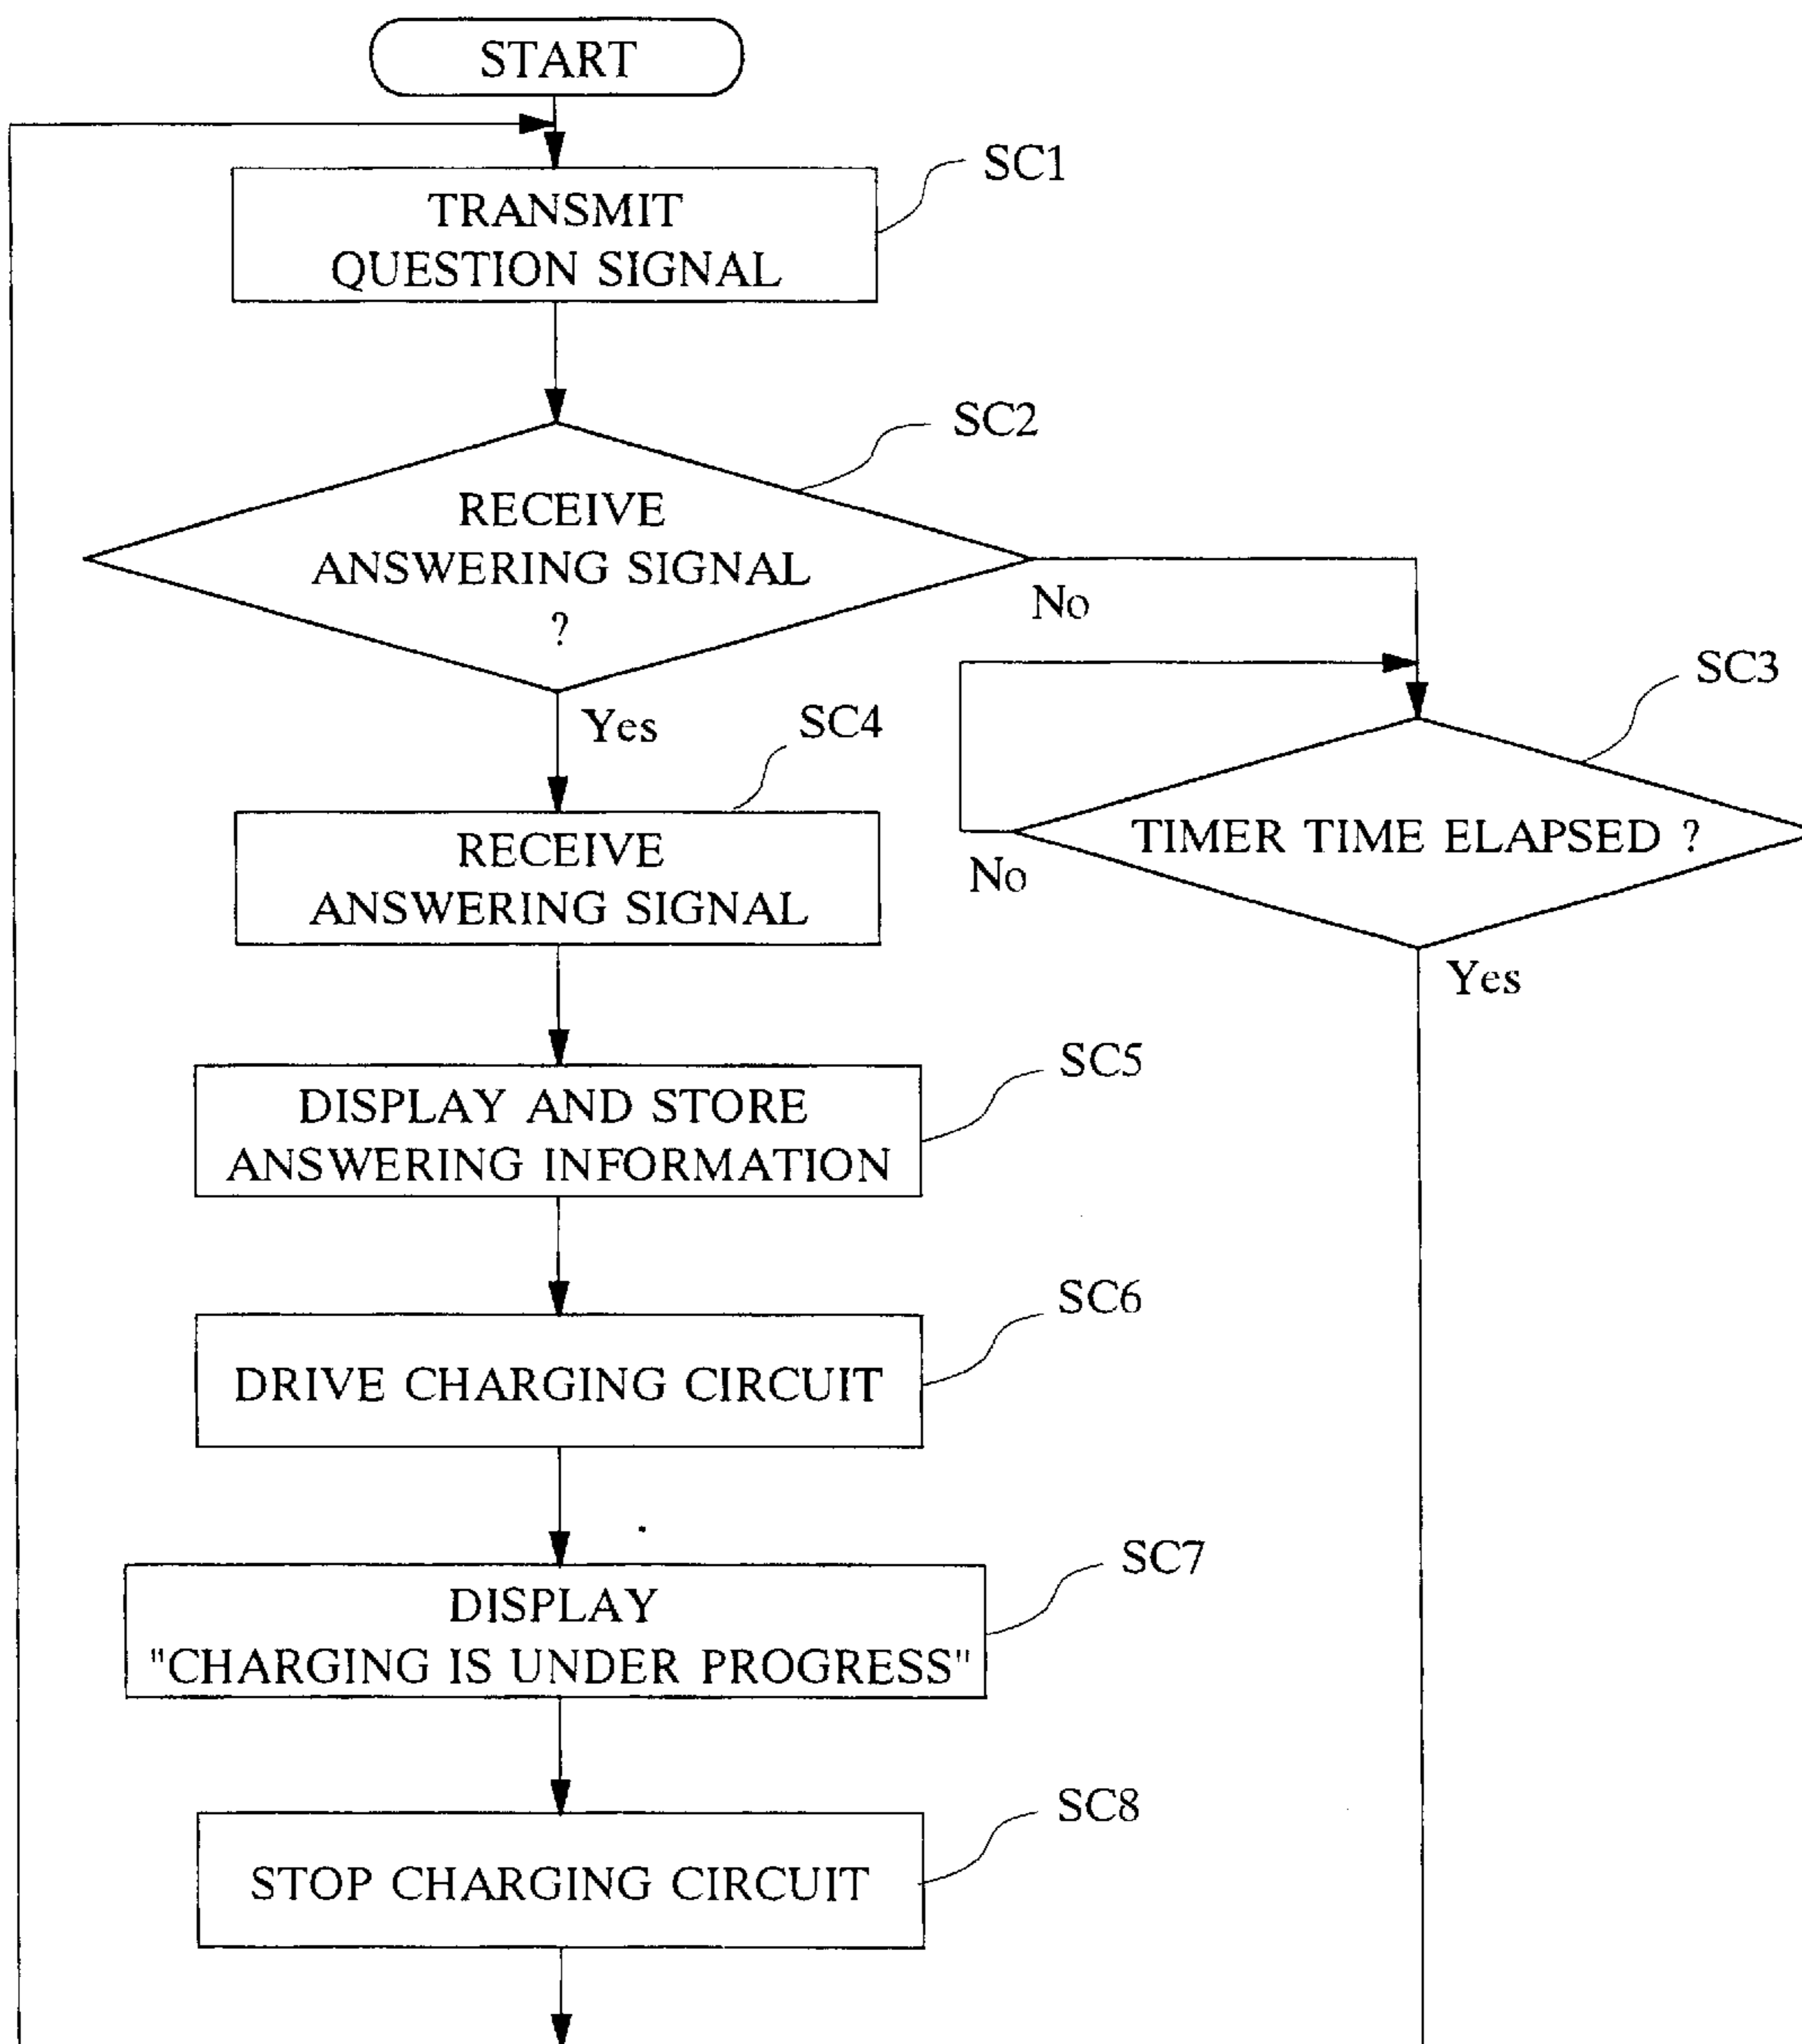 START
SC1
TRANSMIT
QUESTION SIGNAL
SC2
RECEIVE
ANSWERING SIGNAL
?
No
SC3
Yes
SC4
TIMER TIME ELAPSED ?
No
RECEIVE
ANSWERING SIGNAL
Yes
SC5
DISPLAY AND STORE
ANSWERING INFORMATION
SC6
DRIVE CHARGING CIRCUIT
SC7
DISPLAY
"CHARGING IS UNDER PROGRESS"
SC8
STOP CHARGING CIRCUIT